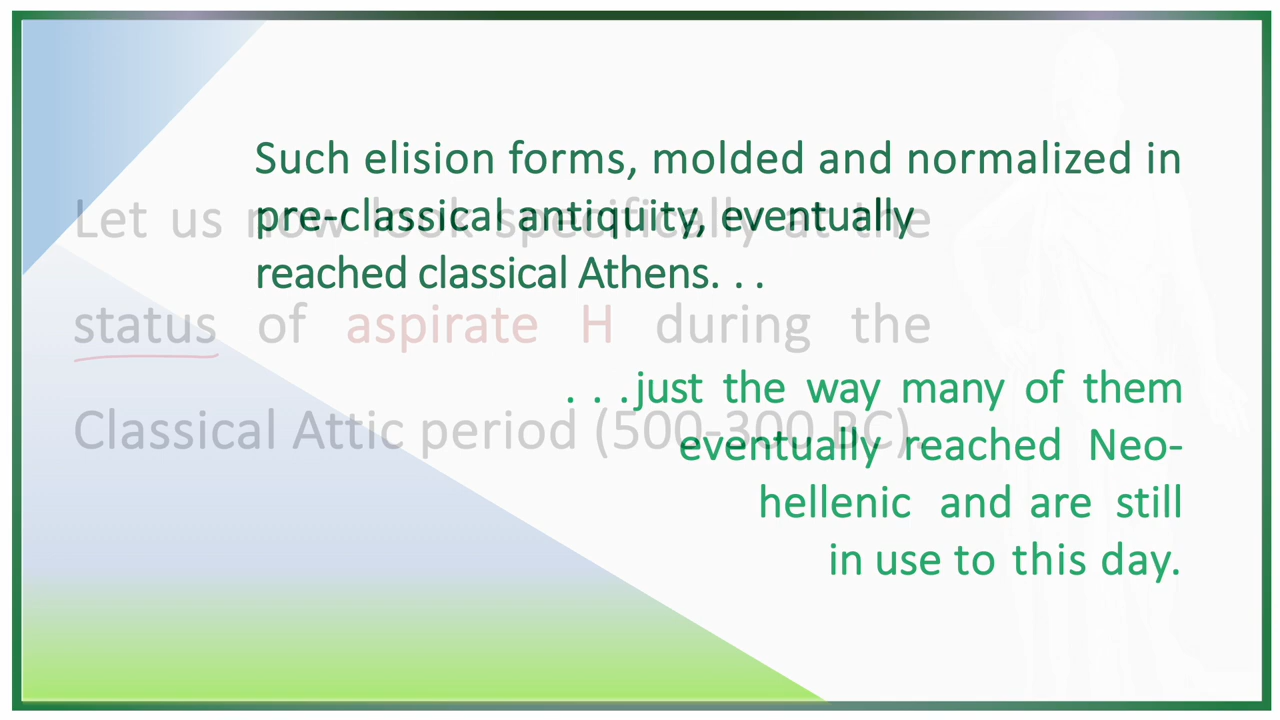 Such elision forms, molded and normalized in
pre-classical antiquity, eventually
reached classical Athens. . .
. . .just the way many of them
eventually reached Neo-
hellenic and are still
in use to this day.
Let us now look specifically at the
status of aspirate H during the
Classical Attic period (500-300 BC).